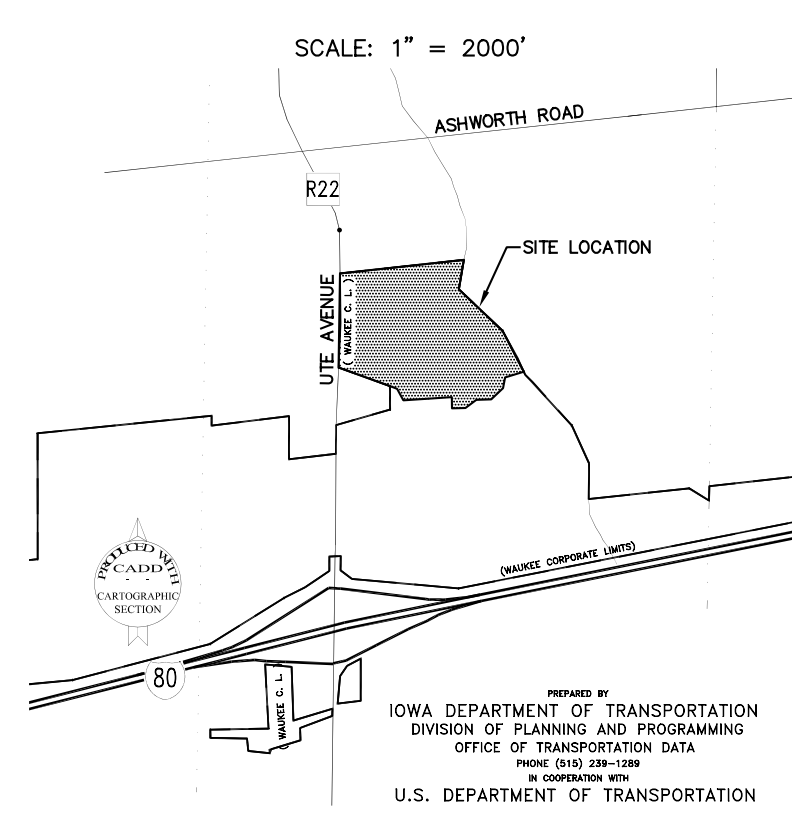 SCALE: 1" = 2000'
ASHWORTH ROAD
R22
SITE LOCATION
UTE AVENUE
( WAUKEE C. L. )
PRODUCED WITH
CADD
- -
CARTOGRAPHIC
SECTION
(WAUKEE CORPORATE LIMITS)
80
( WAUKEE C. L. )
PREPARED BY
IOWA DEPARTMENT OF TRANSPORTATION
DIVISION OF PLANNING AND PROGRAMMING
OFFICE OF TRANSPORTATION DATA
PHONE (515) 239-1289
IN COOPERATION WITH
U.S. DEPARTMENT OF TRANSPORTATION